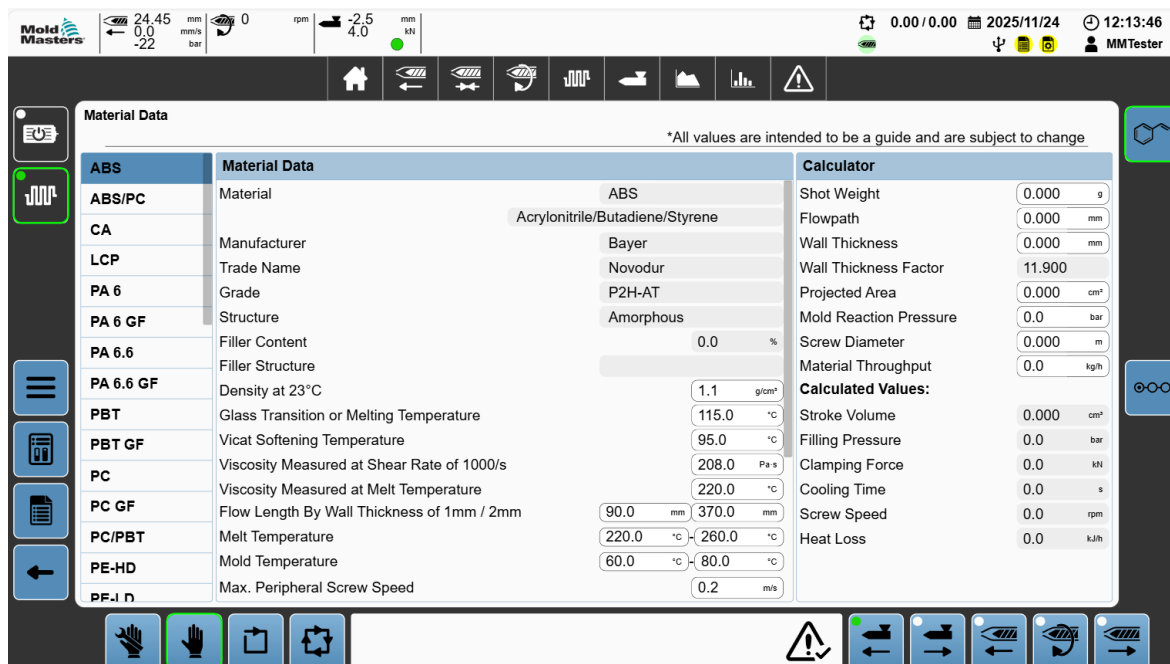 Mold Masters
24.45 mm
0.0 mm/s
-22 bar
0 rpm
-2.5 mm
4.0 kN
0.00 / 0.00
2025/11/24
12:13:46
MMTester
Material Data
*All values are intended to be a guide and are subject to change
ABS
ABS/PC
CA
LCP
PA 6
PA 6 GF
PA 6.6
PA 6.6 GF
PBT
PBT GF
PC
PC GF
PC/PBT
PE-HD
PE-LD
Material Data
Material ABS
Acrylonitrile/Butadiene/Styrene
Manufacturer Bayer
Trade Name Novodur
Grade P2H-AT
Structure Amorphous
Filler Content 0.0 %
Filler Structure
Density at 23°C 1.1 g/cm³
Glass Transition or Melting Temperature 115.0 °C
Vicat Softening Temperature 95.0 °C
Viscosity Measured at Shear Rate of 1000/s 208.0 Pa·s
Viscosity Measured at Melt Temperature 220.0 °C
Flow Length By Wall Thickness of 1mm / 2mm 90.0 mm 370.0 mm
Melt Temperature 220.0 °C - 260.0 °C
Mold Temperature 60.0 °C - 80.0 °C
Max. Peripheral Screw Speed 0.2 m/s
Calculator
Shot Weight 0.000 g
Flowpath 0.000 mm
Wall Thickness 0.000 mm
Wall Thickness Factor 11.900
Projected Area 0.000 cm²
Mold Reaction Pressure 0.0 bar
Screw Diameter 0.000 m
Material Throughput 0.0 kg/h
Calculated Values:
Stroke Volume 0.000 cm³
Filling Pressure 0.0 bar
Clamping Force 0.0 kN
Cooling Time 0.0 s
Screw Speed 0.0 rpm
Heat Loss 0.0 kJ/h